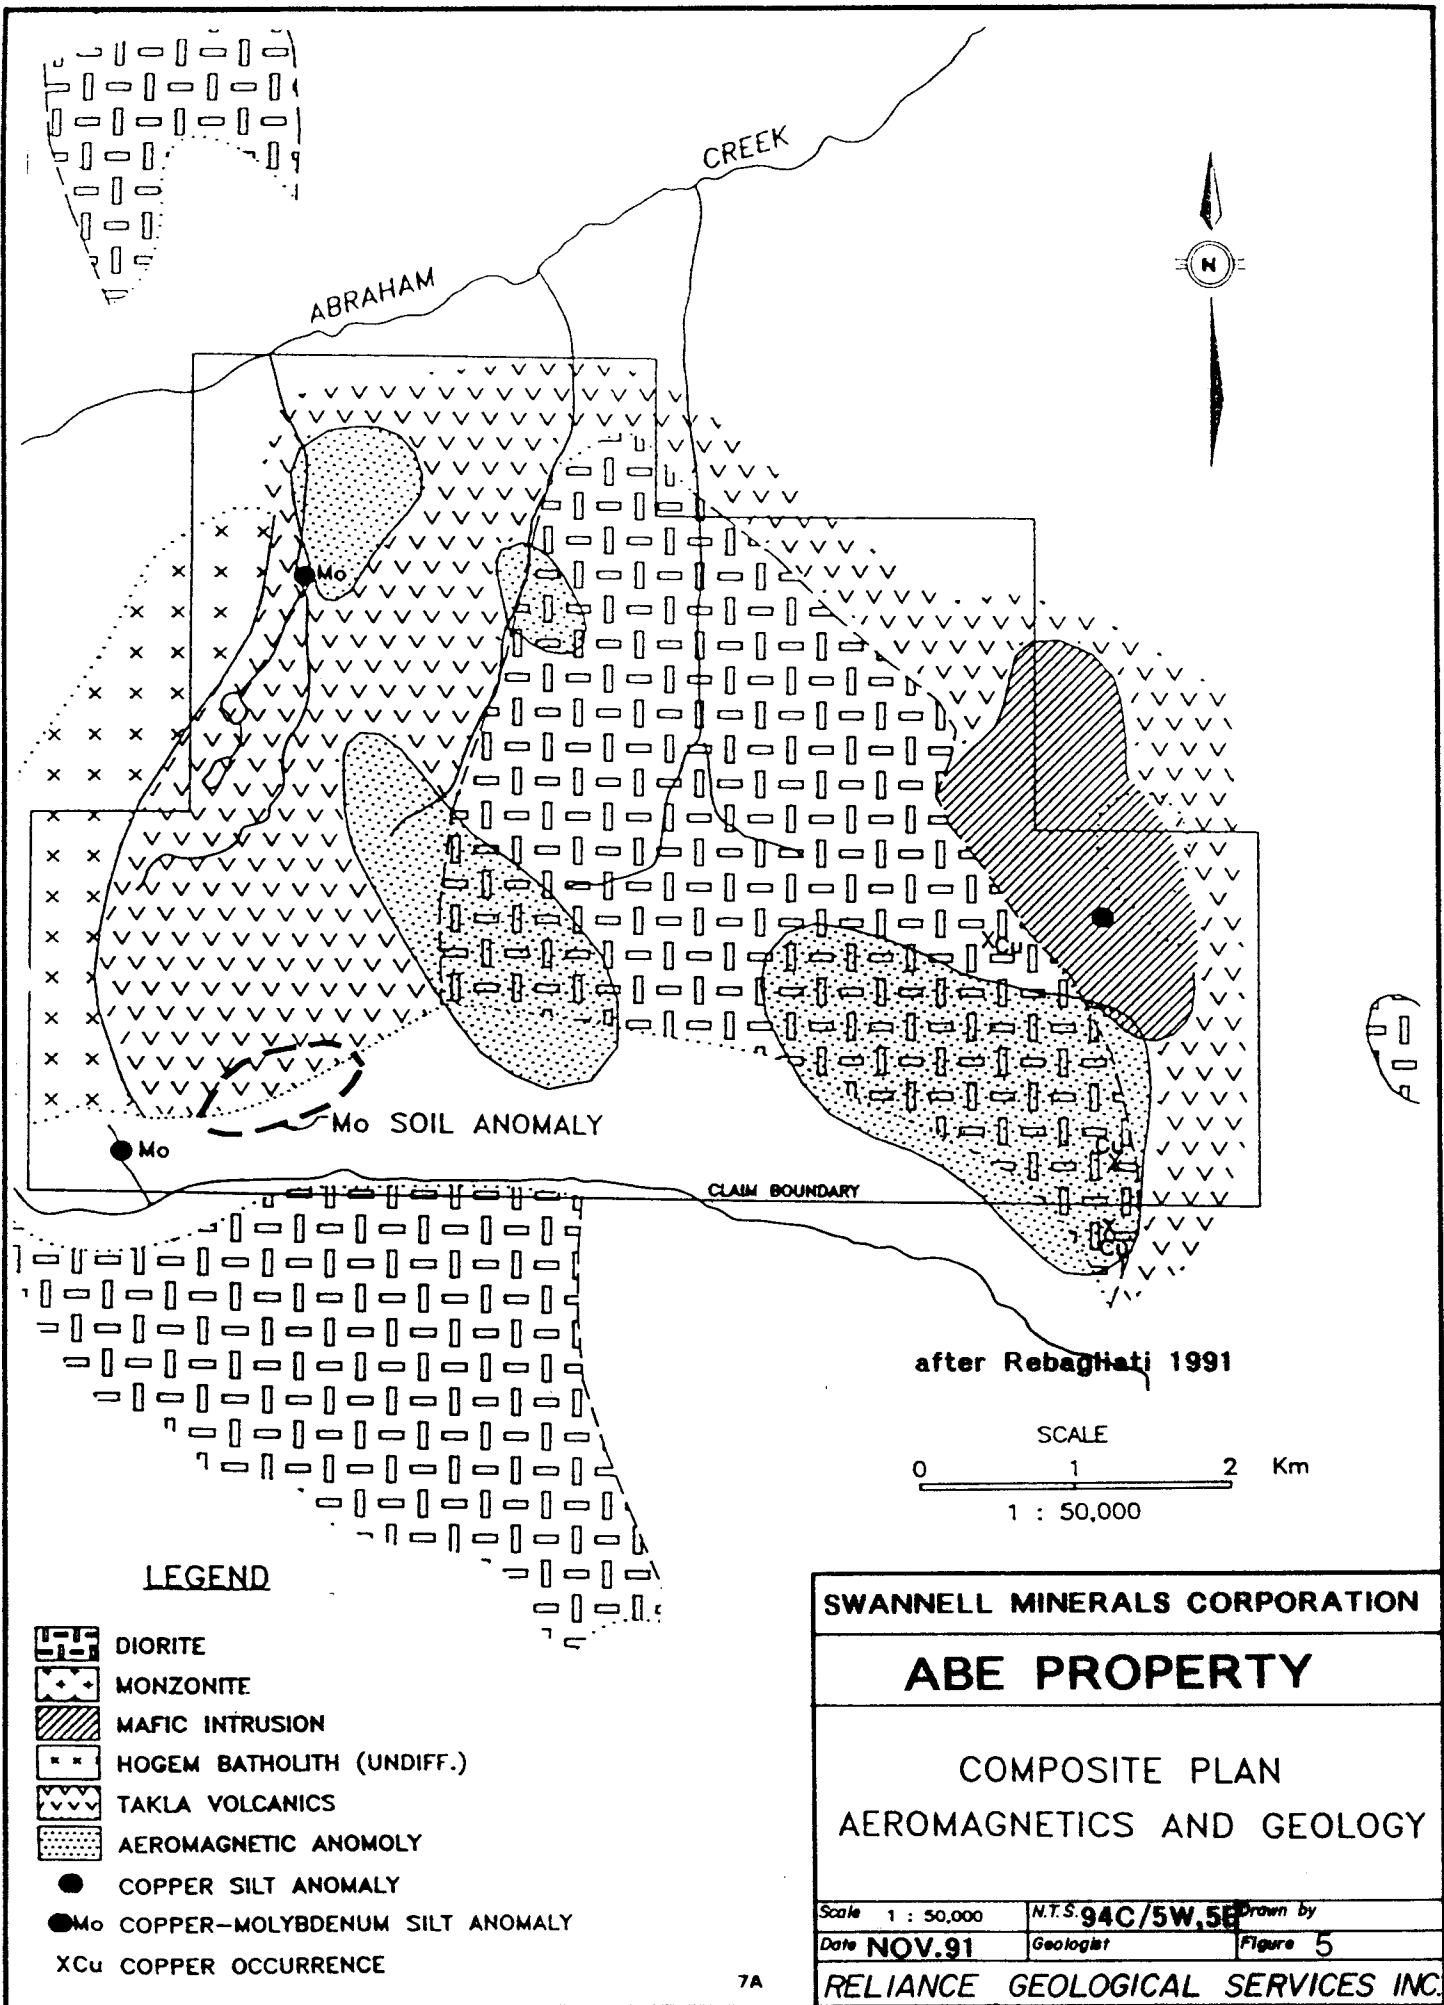 CREEK
ABRAHAM
N
Mo
XCu
Mo SOIL ANOMALY
Mo
Cu
X
CLAIM BOUNDARY
X
Cu
after Rebagliati 1991
SCALE
0 1 2 Km
1 : 50,000
LEGEND
DIORITE
MONZONITE
MAFIC INTRUSION
HOGEM BATHOLITH (UNDIFF.)
TAKLA VOLCANICS
AEROMAGNETIC ANOMOLY
COPPER SILT ANOMALY
Mo COPPER-MOLYBDENUM SILT ANOMALY
XCu COPPER OCCURRENCE
7A
SWANNELL MINERALS CORPORATION
ABE PROPERTY
COMPOSITE PLAN
AEROMAGNETICS AND GEOLOGY
Scale 1 : 50,000 N.T.S. 94C/5W,5E Drawn by
Date NOV.91 Geologist Figure 5
RELIANCE GEOLOGICAL SERVICES INC.